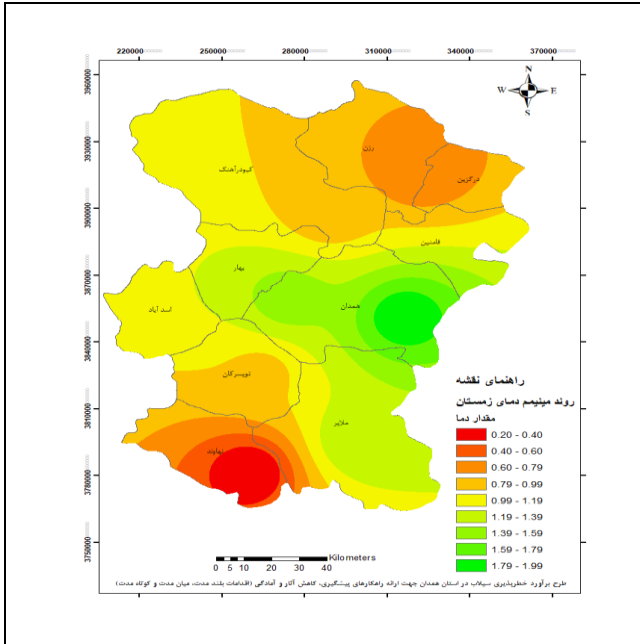 220000 250000 280000 310000 340000 370000
3960000
3930000
3900000
3870000
3840000
3810000
3780000
3750000
N
W E
S
رزن
کبودرآهنگ
درگزین
فامنین
بهار
همدان
اسد آباد
تویسرکان
ملایر
نهاوند
راهنمای نقشه
روند مینیمم دمای زمستان
مقدار دما
0.20 - 0.40
0.40 - 0.60
0.60 - 0.79
0.79 - 0.99
0.99 - 1.19
1.19 - 1.39
1.39 - 1.59
1.59 - 1.79
1.79 - 1.99
Kilometers
0 5 10 20 30 40
طرح برآورد خطرپذیری سیلاب در استان همدان جهت ارائه راهکارهای پیشگیری، کاهش آثار و آمادگی (اقدامات بلند مدت، میان مدت و کوتاه مدت)